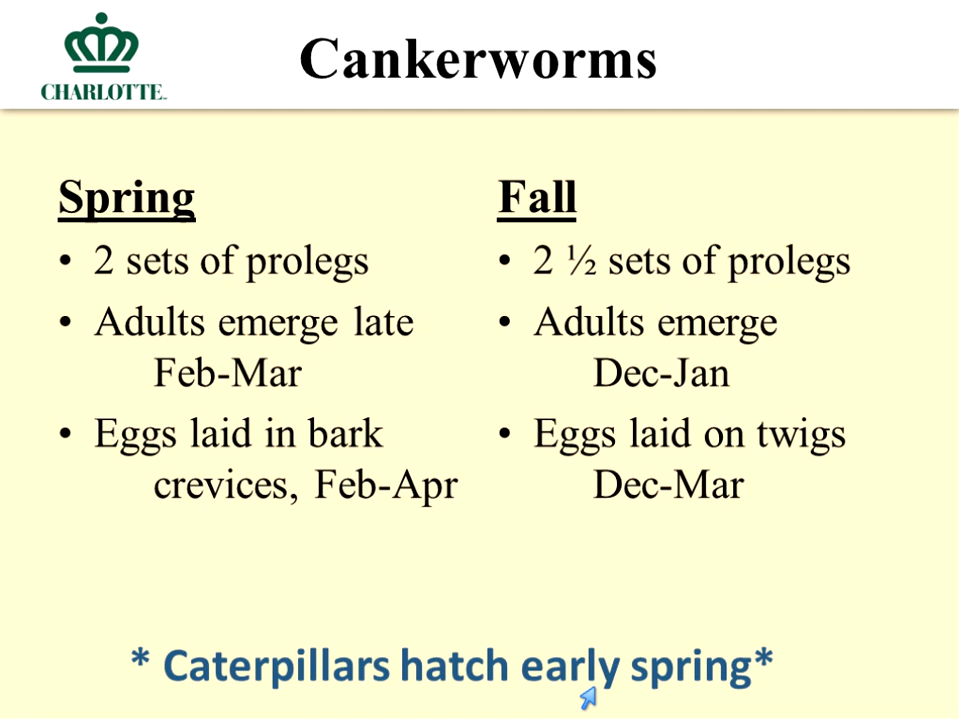 CHARLOTTE™
Cankerworms
Spring
• 2 sets of prolegs
• Adults emerge late
Feb-Mar
• Eggs laid in bark
crevices, Feb-Apr
Fall
• 2 ½ sets of prolegs
• Adults emerge
Dec-Jan
• Eggs laid on twigs
Dec-Mar
* Caterpillars hatch early spring*